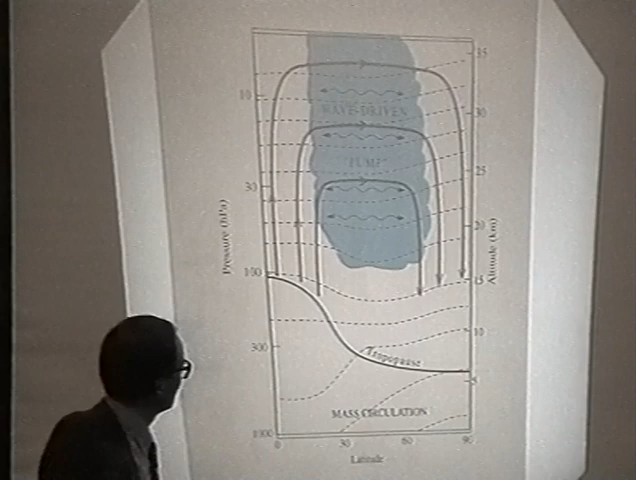 35
10
WAVE-DRIVEN
30
"PUMP"
25
30
20
Pressure (hPa)
Altitude (km)
100
15
300
10
Tropopause
5
MASS CIRCULATION
1000
0
30
60
90
Latitude